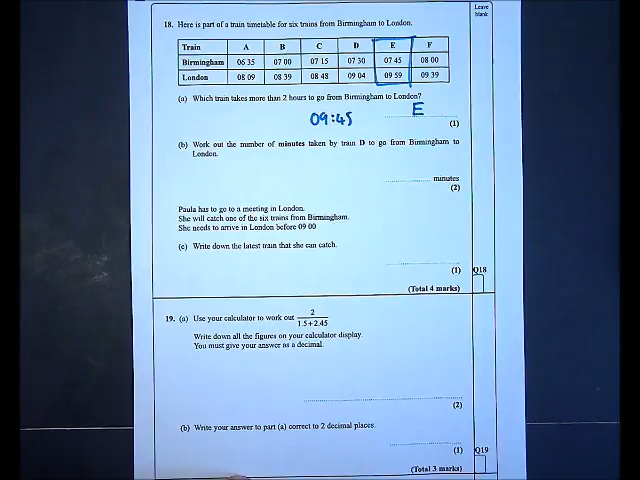 Leave
blank
18. Here is part of a train timetable for six trains from Birmingham to London.
Train A B C D E F
Birmingham 06 35 07 00 07 15 07 30 07 45 08 00
London 08 09 08 39 08 48 09 04 09 59 09 39
(a) Which train takes more than 2 hours to go from Birmingham to London?
09:45 E
(1)
(b) Work out the number of minutes taken by train D to go from Birmingham to
London.
minutes
(2)
Paula has to go to a meeting in London.
She will catch one of the six trains from Birmingham.
She needs to arrive in London before 09 00
(c) Write down the latest train that she can catch.
(1) Q18
(Total 4 marks)
19. (a) Use your calculator to work out 2
1.5+2.45
Write down all the figures on your calculator display.
You must give your answer as a decimal.
(2)
(b) Write your answer to part (a) correct to 2 decimal places.
(1) Q19
(Total 3 marks)